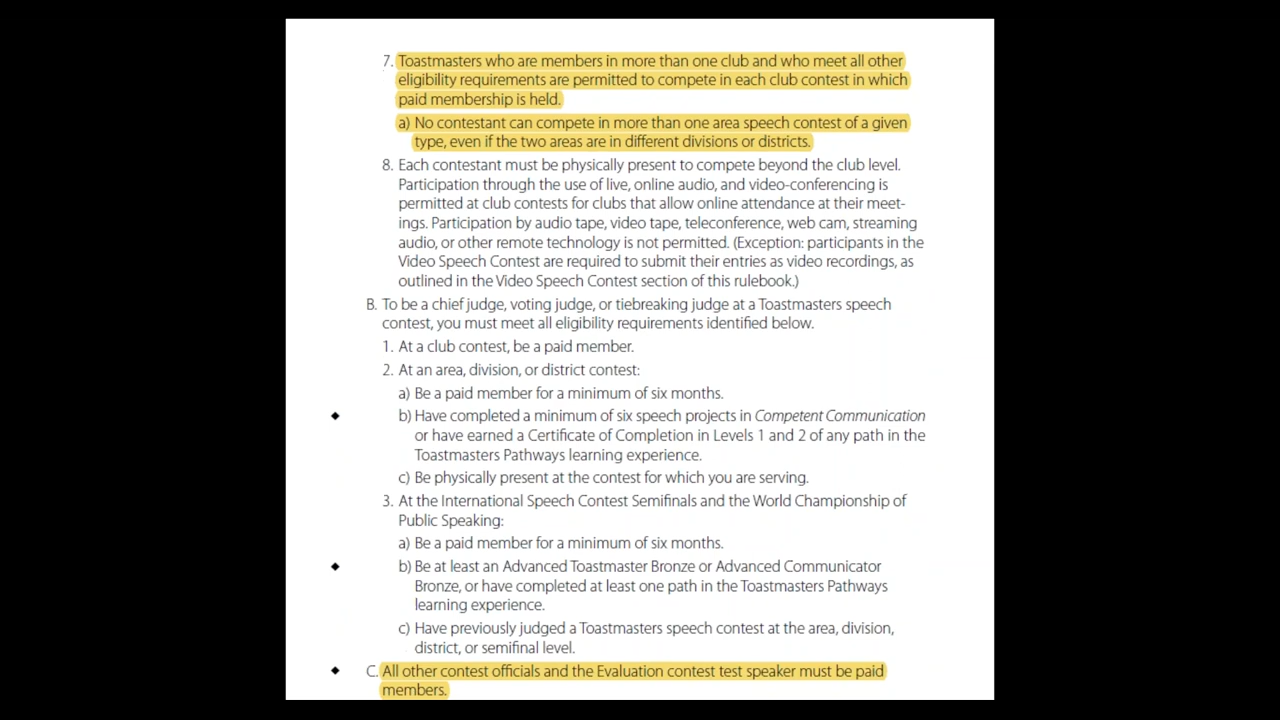 7. Toastmasters who are members in more than one club and who meet all other
eligibility requirements are permitted to compete in each club contest in which
paid membership is held.
a) No contestant can compete in more than one area speech contest of a given
type, even if the two areas are in different divisions or districts.
8. Each contestant must be physically present to compete beyond the club level.
Participation through the use of live, online audio, and video-conferencing is
permitted at club contests for clubs that allow online attendance at their meet-
ings. Participation by audio tape, video tape, teleconference, web cam, streaming
audio, or other remote technology is not permitted. (Exception: participants in the
Video Speech Contest are required to submit their entries as video recordings, as
outlined in the Video Speech Contest section of this rulebook.)
B. To be a chief judge, voting judge, or tiebreaking judge at a Toastmasters speech
contest, you must meet all eligibility requirements identified below.
1. At a club contest, be a paid member.
2. At an area, division, or district contest:
a) Be a paid member for a minimum of six months.
◆ b) Have completed a minimum of six speech projects in Competent Communication
or have earned a Certificate of Completion in Levels 1 and 2 of any path in the
Toastmasters Pathways learning experience.
c) Be physically present at the contest for which you are serving.
3. At the International Speech Contest Semifinals and the World Championship of
Public Speaking:
a) Be a paid member for a minimum of six months.
◆ b) Be at least an Advanced Toastmaster Bronze or Advanced Communicator
Bronze, or have completed at least one path in the Toastmasters Pathways
learning experience.
c) Have previously judged a Toastmasters speech contest at the area, division,
district, or semifinal level.
◆ C. All other contest officials and the Evaluation contest test speaker must be paid
members.